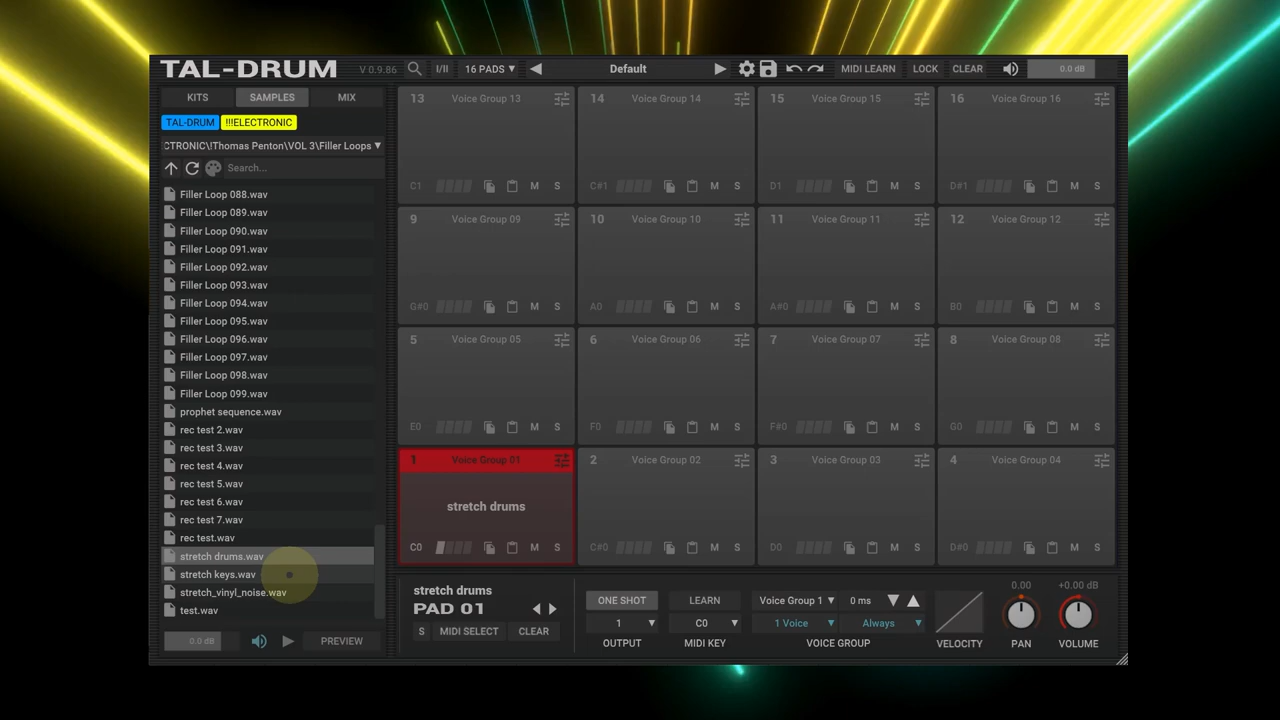 TAL-DRUM V 0.9.86 I/II 16 PADS Default MIDI LEARN LOCK CLEAR 0.0 dB
KITS SAMPLES MIX
TAL-DRUM !!!ELECTRONIC
CTRONIC\!Thomas Penton\VOL 3\Filler Loops
Search...
Filler Loop 088.wav
Filler Loop 089.wav
Filler Loop 090.wav
Filler Loop 091.wav
Filler Loop 092.wav
Filler Loop 093.wav
Filler Loop 094.wav
Filler Loop 095.wav
Filler Loop 096.wav
Filler Loop 097.wav
Filler Loop 098.wav
Filler Loop 099.wav
prophet sequence.wav
rec test 2.wav
rec test 3.wav
rec test 4.wav
rec test 5.wav
rec test 6.wav
rec test 7.wav
rec test.wav
stretch drums.wav
stretch keys.wav
stretch_vinyl_noise.wav
test.wav
0.0 dB PREVIEW
13 Voice Group 13 14 Voice Group 14 15 Voice Group 15 16 Voice Group 16
C1 M S C#1 M S D1 M S D#1 M S
9 Voice Group 09 10 Voice Group 10 11 Voice Group 11 12 Voice Group 12
G#0 M S A0 M S A#0 M S B0 M S
5 Voice Group 05 6 Voice Group 06 7 Voice Group 07 8 Voice Group 08
E0 M S F0 M S F#0 M S G0 M S
1 Voice Group 01 2 Voice Group 02 3 Voice Group 03 4 Voice Group 04
stretch drums
C0 M S C#0 M S D0 M S D#0 M S
stretch drums
PAD 01
S MIDI SELECT CLEAR
ONE SHOT LEARN Voice Group 1 0 ms 0.00 +0.00 dB
1 C0 1 Voice Always
OUTPUT MIDI KEY VOICE GROUP VELOCITY PAN VOLUME